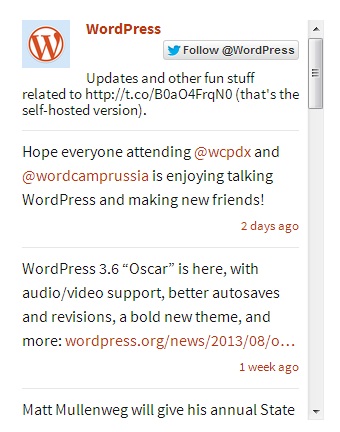 WordPress
Follow @WordPress
Updates and other fun stuff
related to http://t.co/B0aO4FrqN0 (that's the
self-hosted version).
Hope everyone attending @wcpdx and
@wordcamprussia is enjoying talking
WordPress and making new friends!
2 days ago
WordPress 3.6 “Oscar” is here, with
audio/video support, better autosaves
and revisions, a bold new theme, and
more: wordpress.org/news/2013/08/o…
1 week ago
Matt Mullenweg will give his annual State